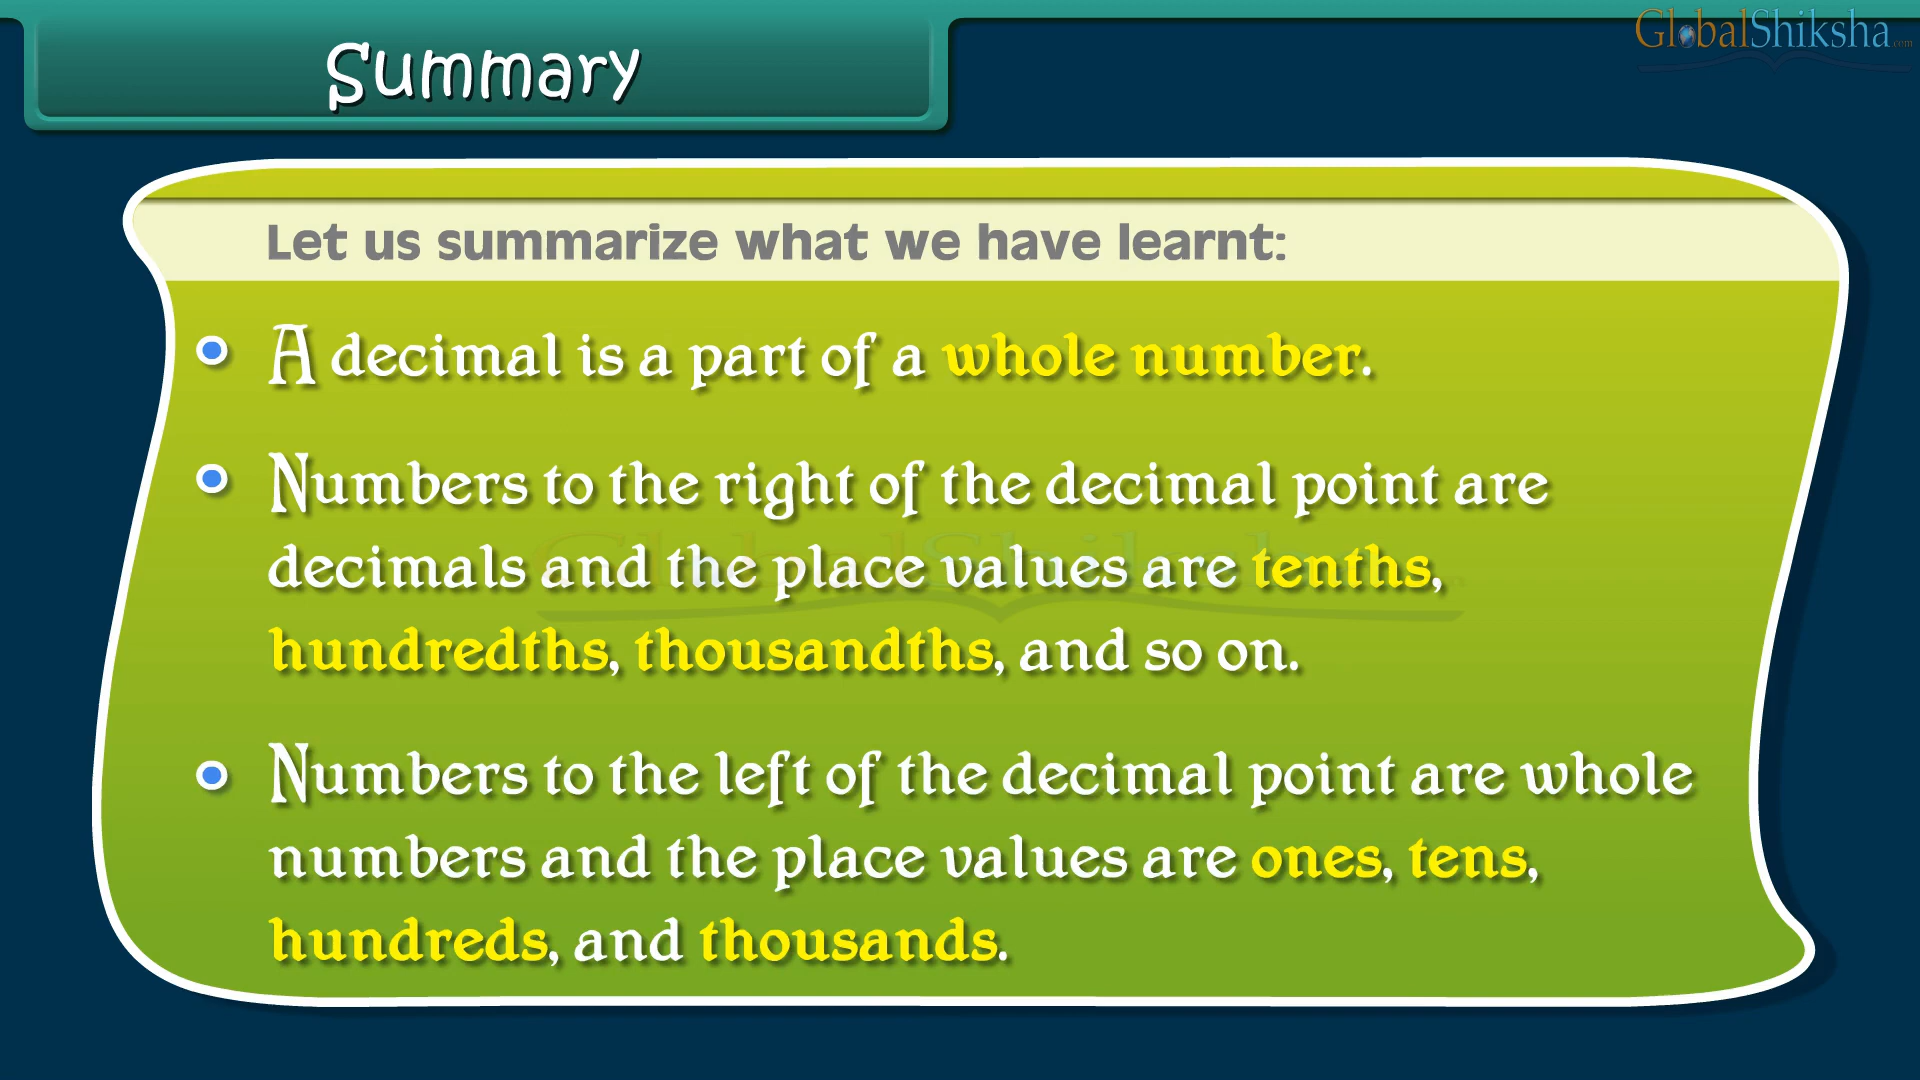 Summary
GlobalShiksha.com
Let us summarize what we have learnt:
A decimal is a part of a whole number.
Numbers to the right of the decimal point are
decimals and the place values are tenths,
hundredths, thousandths, and so on.
Numbers to the left of the decimal point are whole
numbers and the place values are ones, tens,
hundreds, and thousands.